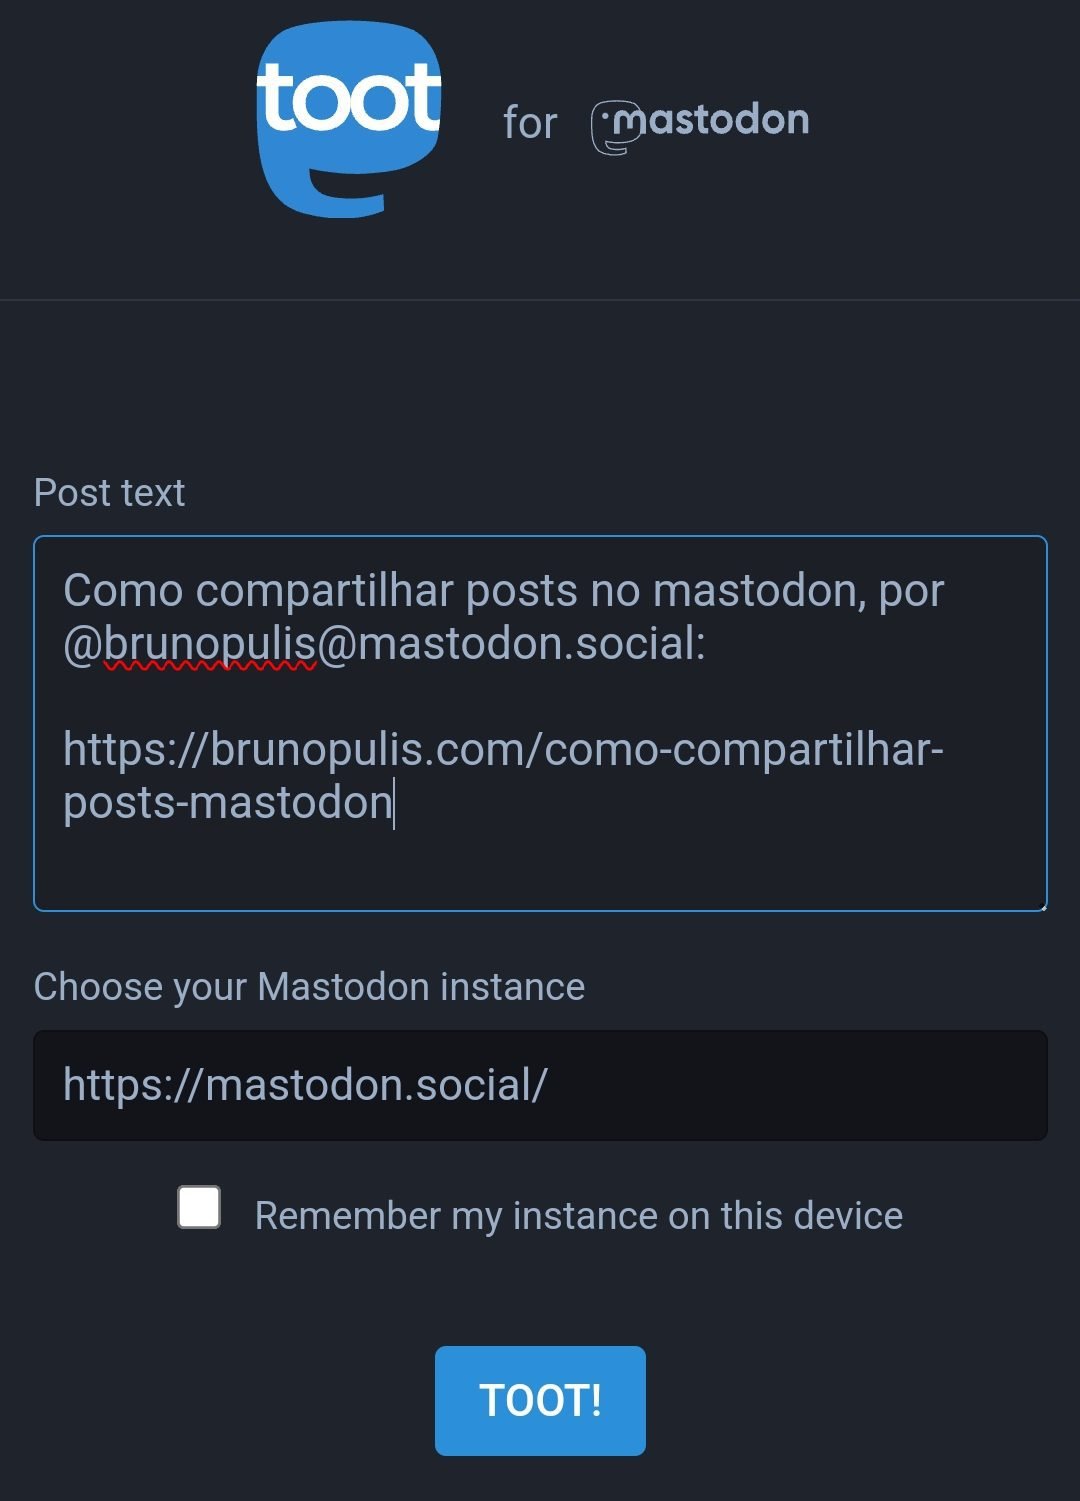 toot
for mastodon
Post text
Como compartilhar posts no mastodon, por
@brunopulis@mastodon.social:
https://brunopulis.com/como-compartilhar-
posts-mastodon
Choose your Mastodon instance
https://mastodon.social/
Remember my instance on this device
TOOT!